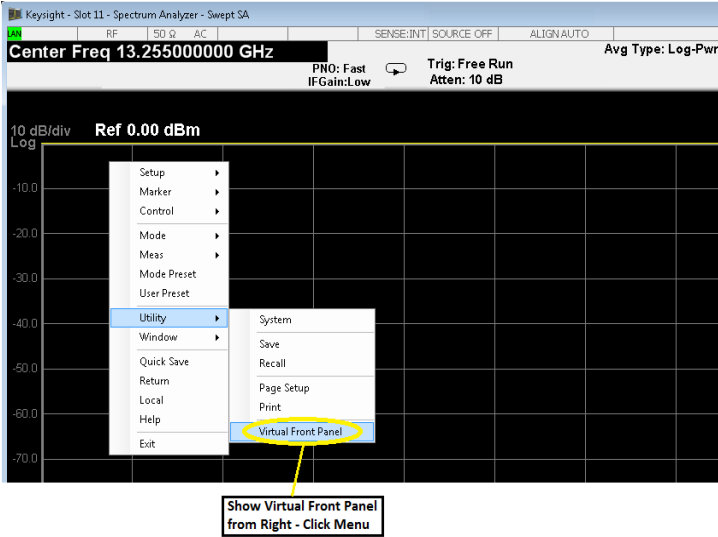 Keysight - Slot 11 - Spectrum Analyzer - Swept SA
LAN RF 50 Ω AC SENSE:INT SOURCE OFF ALIGN AUTO
Center Freq 13.255000000 GHz
Avg Type: Log-Pwr
PNO: Fast Trig: Free Run
IFGain:Low Atten: 10 dB
10 dB/div Ref 0.00 dBm
Log
-10.0
-20.0
-30.0
-40.0
-50.0
-60.0
-70.0
Setup
Marker
Control
Mode
Meas
Mode Preset
User Preset
Utility
Window
Quick Save
Return
Local
Help
Exit
System
Save
Recall
Page Setup
Print
Virtual Front Panel
Show Virtual Front Panel
from Right - Click Menu